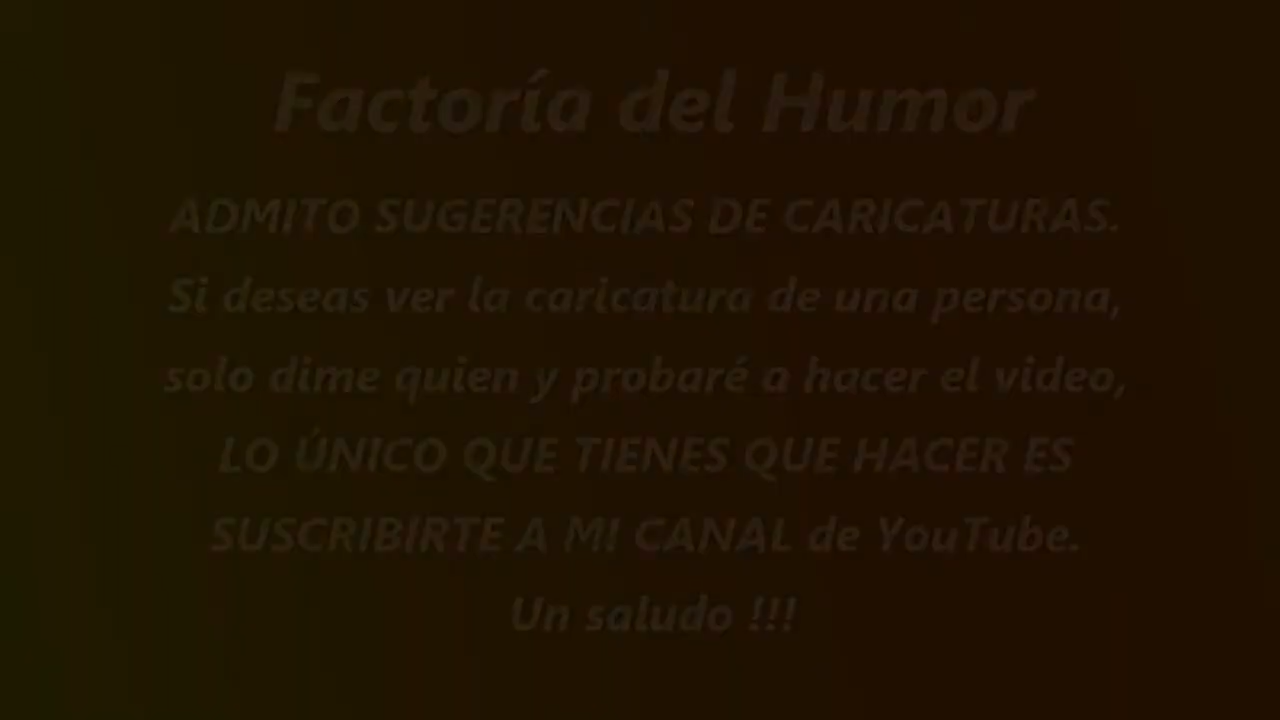 Factoría del Humor
ADMITO SUGERENCIAS DE CARICATURAS.
Si deseas ver la caricatura de una persona,
solo dime quien y probaré a hacer el video,
LO ÚNICO QUE TIENES QUE HACER ES
SUSCRIBIRTE A MI CANAL de YouTube.
Un saludo !!!